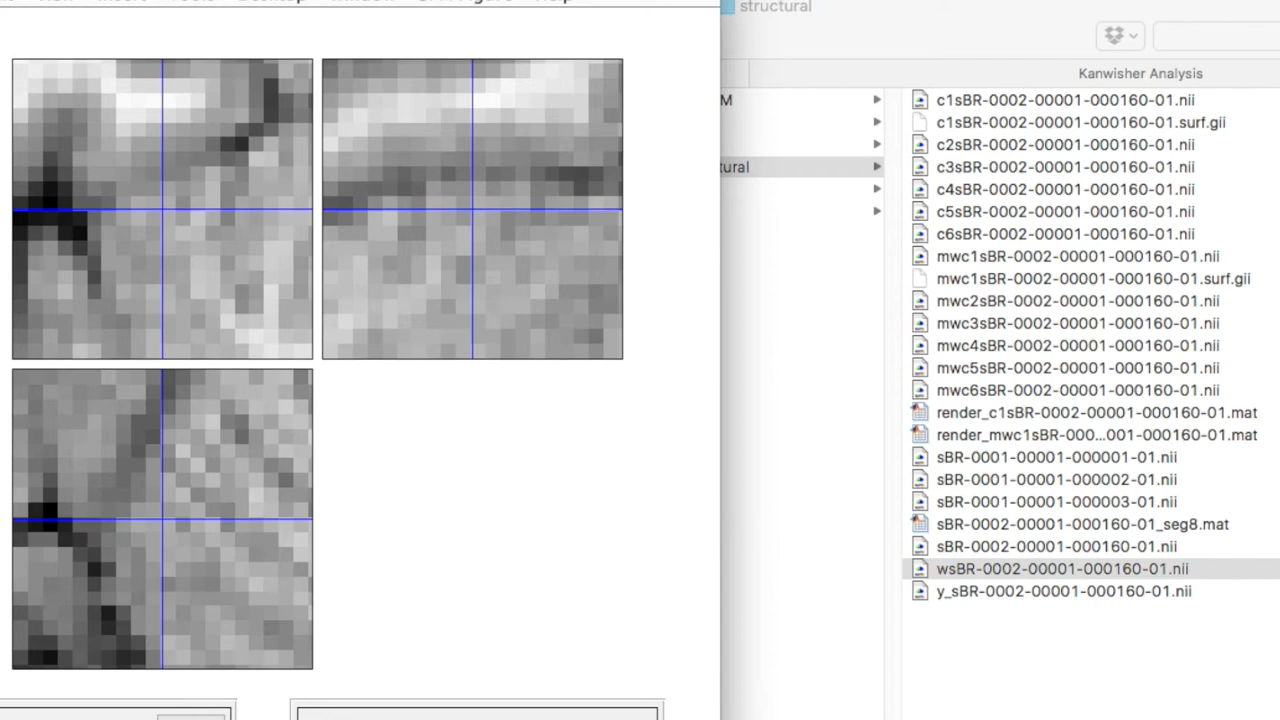 structural
Kanwisher Analysis
M
tural
c1sBR-0002-00001-000160-01.nii
c1sBR-0002-00001-000160-01.surf.gii
c2sBR-0002-00001-000160-01.nii
c3sBR-0002-00001-000160-01.nii
c4sBR-0002-00001-000160-01.nii
c5sBR-0002-00001-000160-01.nii
c6sBR-0002-00001-000160-01.nii
mwc1sBR-0002-00001-000160-01.nii
mwc1sBR-0002-00001-000160-01.surf.gii
mwc2sBR-0002-00001-000160-01.nii
mwc3sBR-0002-00001-000160-01.nii
mwc4sBR-0002-00001-000160-01.nii
mwc5sBR-0002-00001-000160-01.nii
mwc6sBR-0002-00001-000160-01.nii
render_c1sBR-0002-00001-000160-01.mat
render_mwc1sBR-000...001-000160-01.mat
sBR-0001-00001-000001-01.nii
sBR-0001-00001-000002-01.nii
sBR-0001-00001-000003-01.nii
sBR-0002-00001-000160-01_seg8.mat
sBR-0002-00001-000160-01.nii
wsBR-0002-00001-000160-01.nii
y_sBR-0002-00001-000160-01.nii